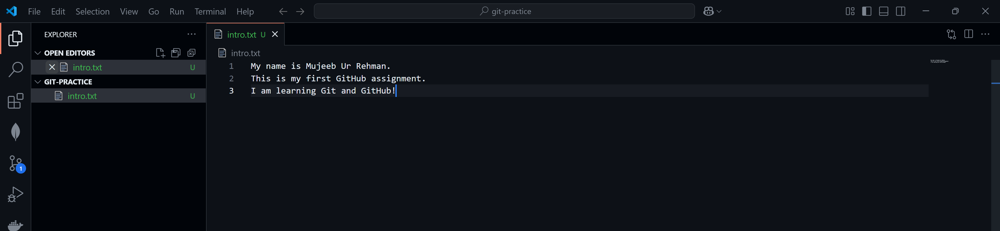 File Edit Selection View Go Run Terminal Help git-practice
EXPLORER
OPEN EDITORS
intro.txt U
GIT-PRACTICE
intro.txt U
intro.txt U
intro.txt
1 My name is Mujeeb Ur Rehman.
2 This is my first GitHub assignment.
3 I am learning Git and GitHub!
1